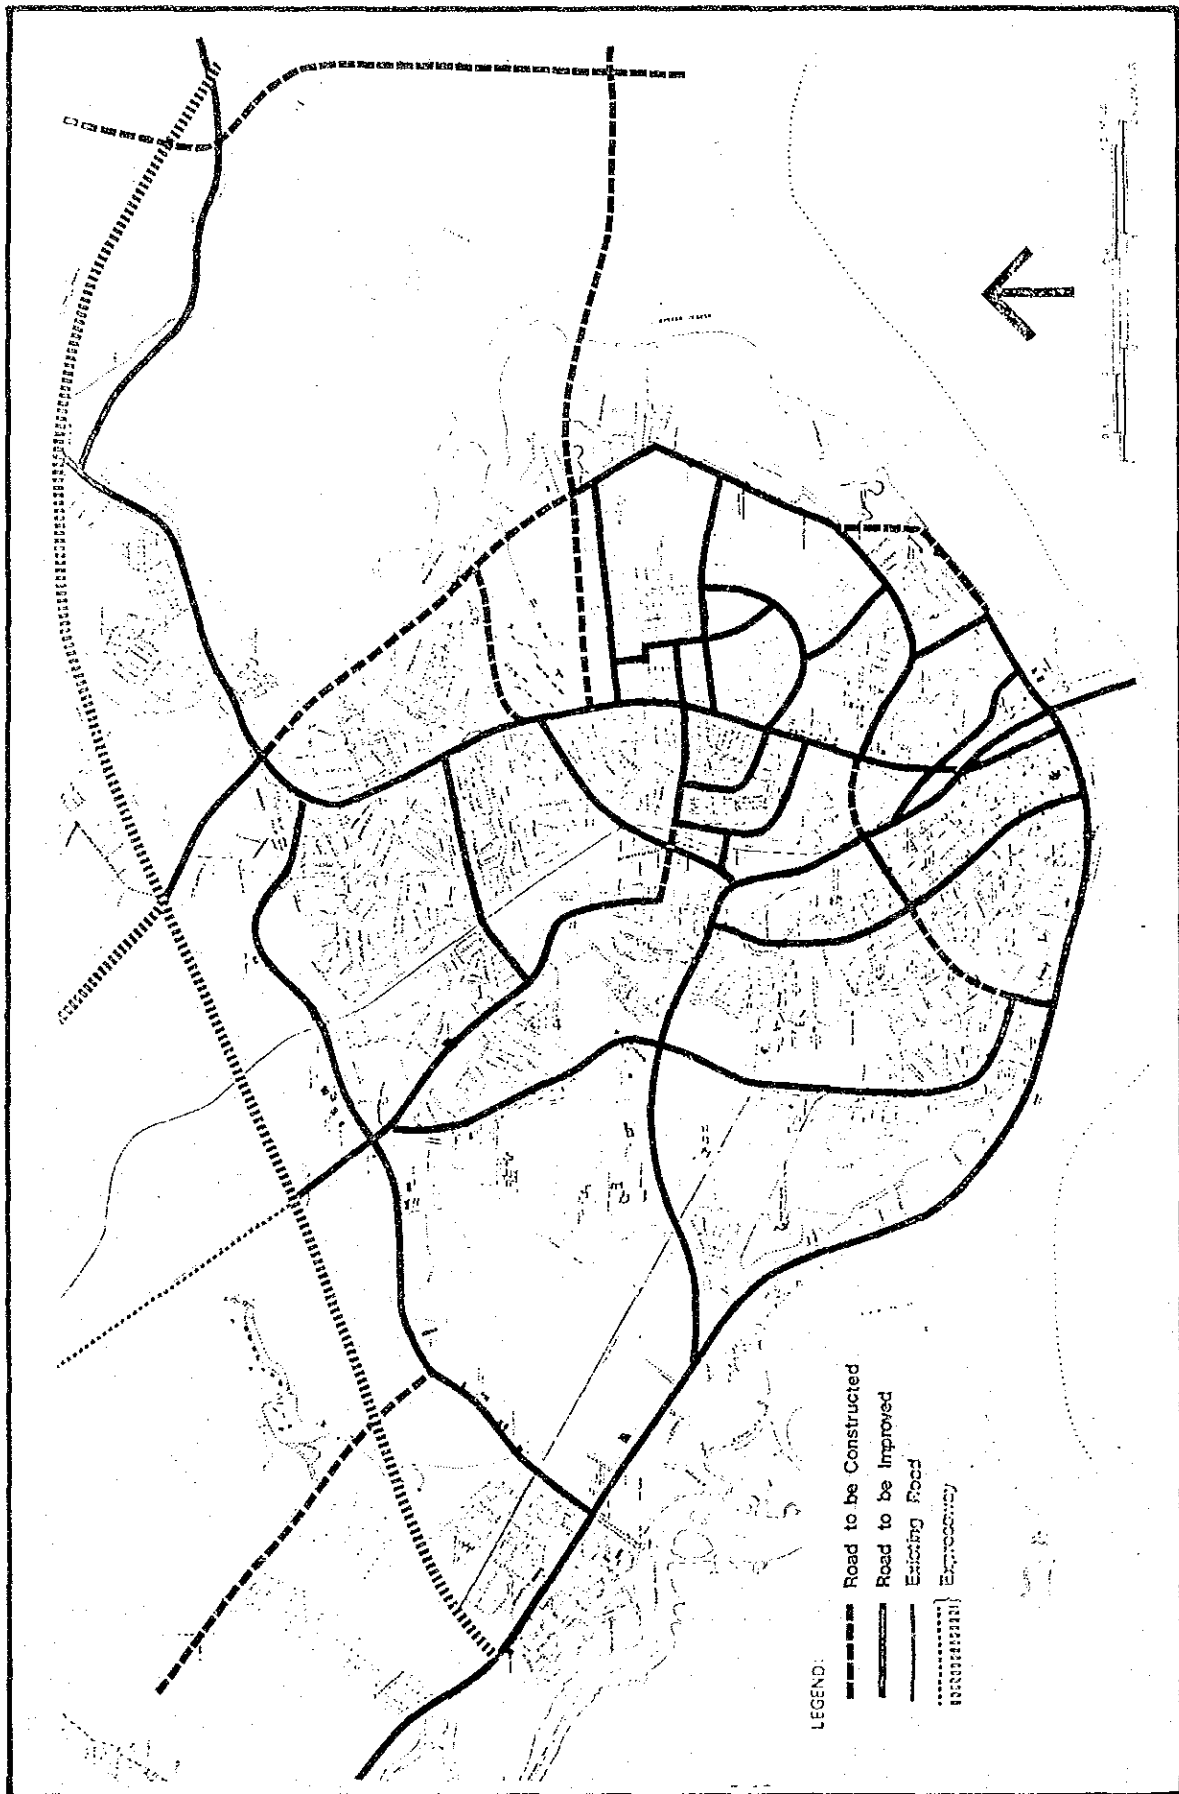 LEGEND:
Road to be Constructed
Road to be Improved
Existing Road
Expressway